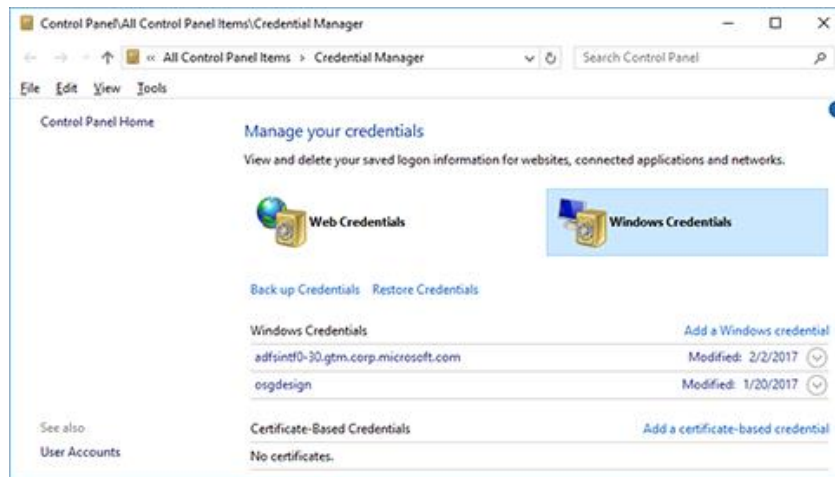 Control Panel\All Control Panel Items\Credential Manager
« All Control Panel Items > Credential Manager
Search Control Panel
File Edit View Tools
Control Panel Home
Manage your credentials
View and delete your saved logon information for websites, connected applications and networks.
Web Credentials
Windows Credentials
Back up Credentials Restore Credentials
Windows Credentials Add a Windows credential
adfsintf0-30.gtm.corp.microsoft.com Modified: 2/2/2017
osgdesign Modified: 1/20/2017
See also
Certificate-Based Credentials Add a certificate-based credential
User Accounts
No certificates.